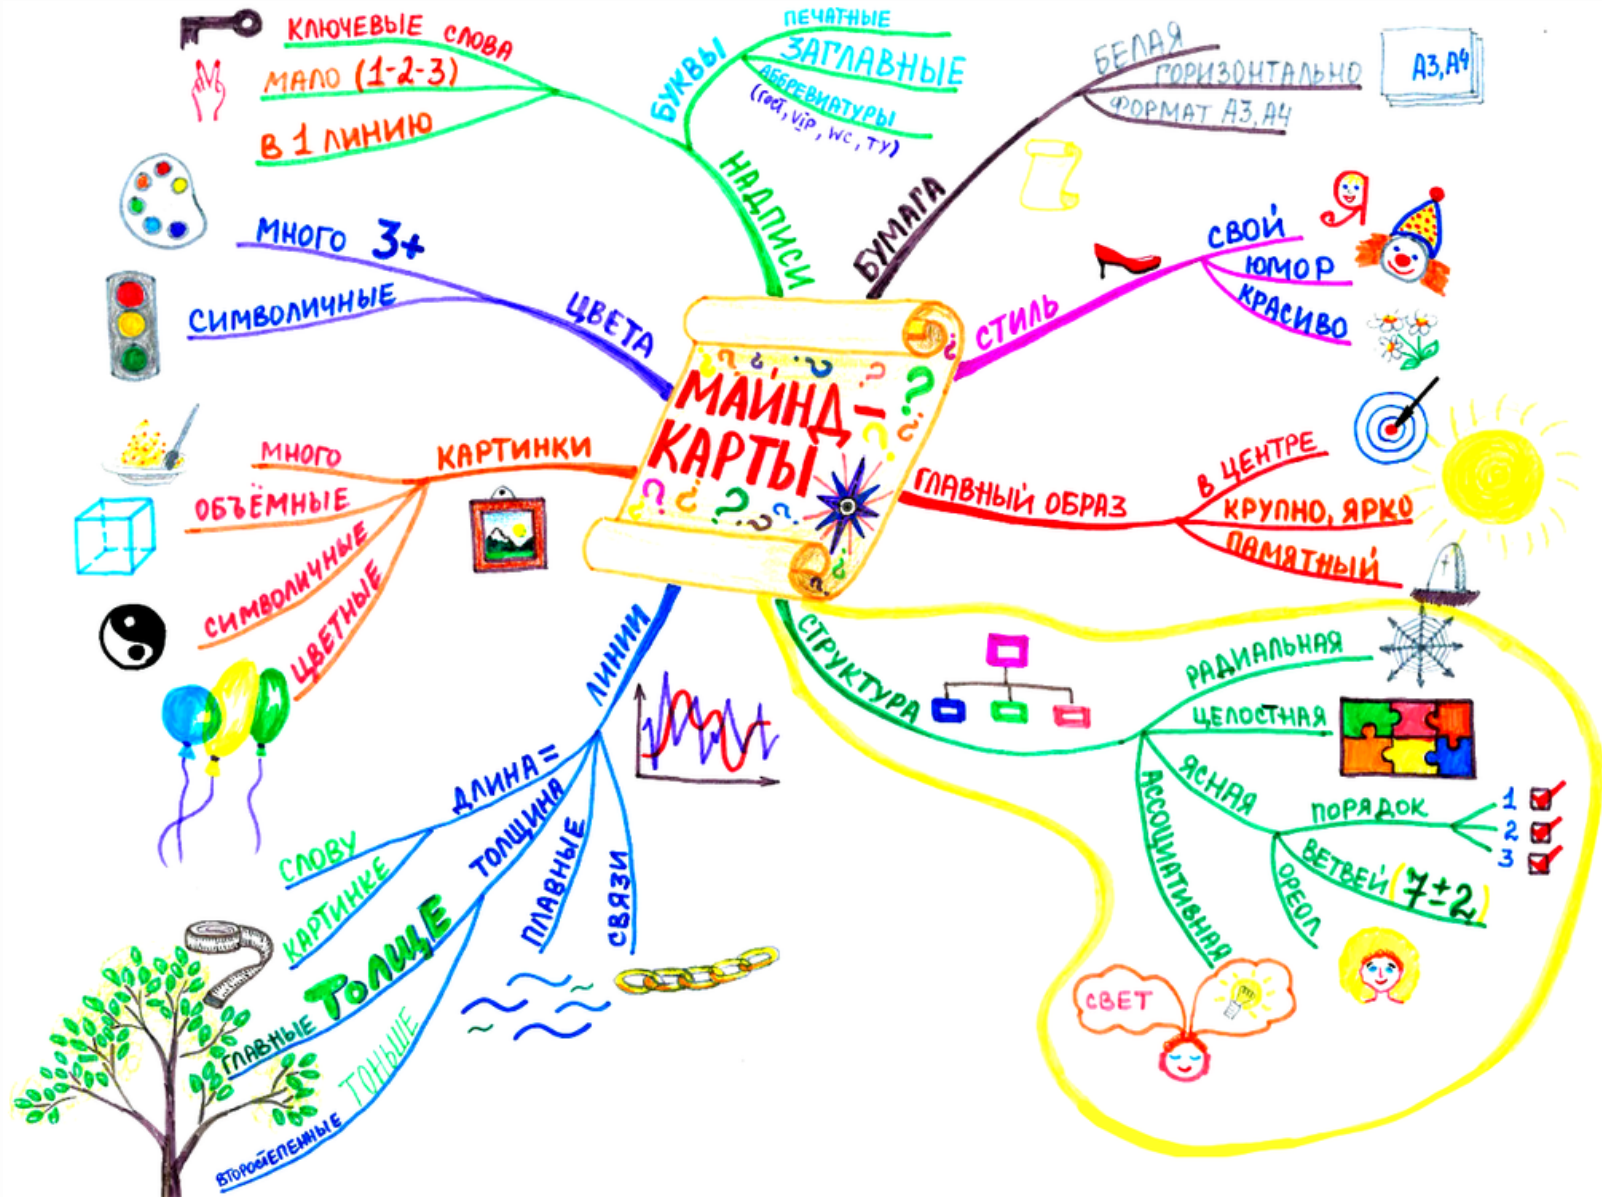 МАЙНД-
КАРТЫ
БУМАГА
БЕЛАЯ
ГОРИЗОНТАЛЬНО
ФОРМАТ А3, А4
А3, А4
СТИЛЬ
СВОЙ
Я
ЮМОР
КРАСИВО
ГЛАВНЫЙ ОБРАЗ
В ЦЕНТРЕ
КРУПНО, ЯРКО
ПАМЯТНЫЙ
СТРУКТУРА
РАДИАЛЬНАЯ
ЦЕЛОСТНАЯ
ЯСНАЯ
ПОРЯДОК
1
2
3
ВЕТВЕЙ (7±2)
ОРЕОЛ
АССОЦИАТИВНАЯ
СВЕТ
ЛИНИИ
ДЛИНА =
СЛОВУ
КАРТИНКЕ
ТОЛЩИНА
ГЛАВНЫЕ ТОЛЩЕ
ВТОРОСТЕПЕННЫЕ ТОНЬШЕ
ПЛАВНЫЕ
СВЯЗИ
КАРТИНКИ
МНОГО
ОБЪЁМНЫЕ
СИМВОЛИЧНЫЕ
ЦВЕТНЫЕ
ЦВЕТА
МНОГО 3+
СИМВОЛИЧНЫЕ
НАДПИСИ
КЛЮЧЕВЫЕ СЛОВА
МАЛО (1-2-3)
В 1 ЛИНИЮ
БУКВЫ
ПЕЧАТНЫЕ
ЗАГЛАВНЫЕ
АББРЕВИАТУРЫ
(ГОСТ, VIP, WC, ТУ)